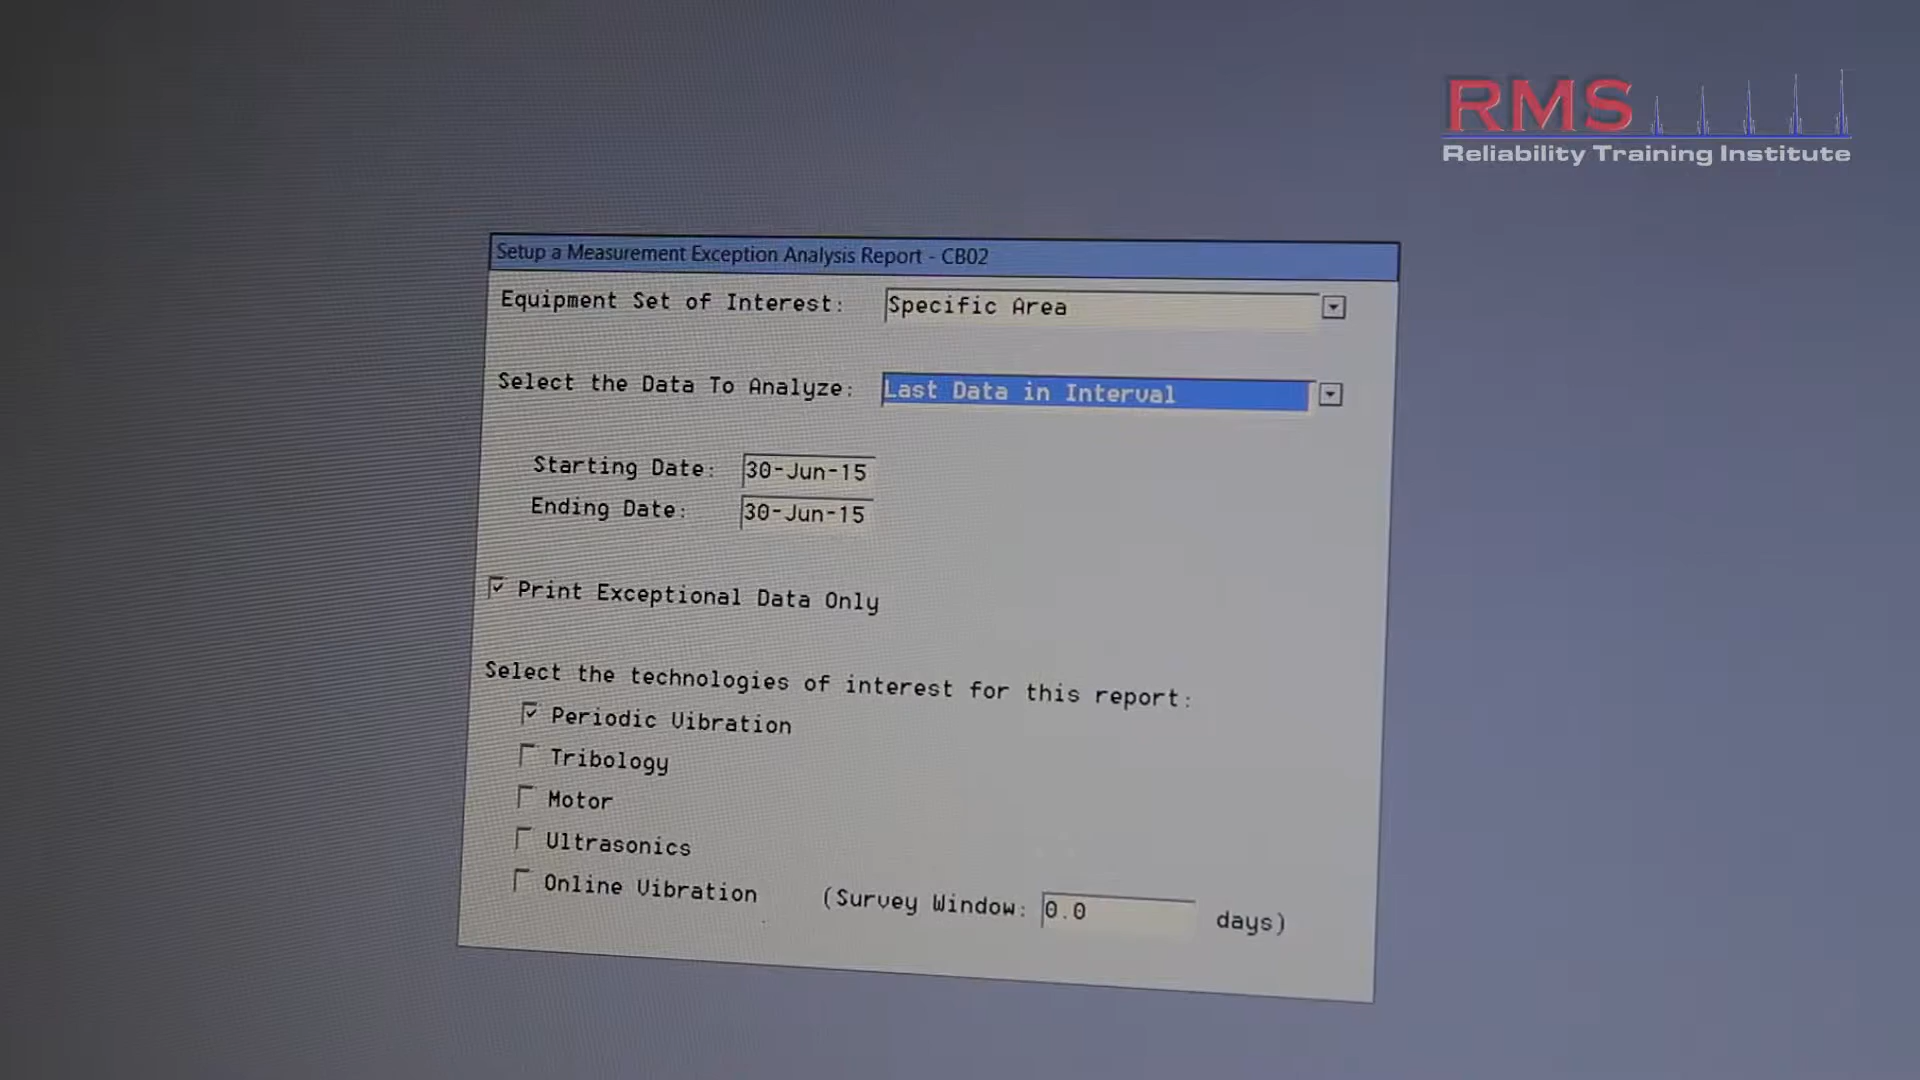 RMS
Reliability Training Institute
Setup a Measurement Exception Analysis Report - CB02
Equipment Set of Interest: Specific Area
Select the Data To Analyze: Last Data in Interval
Starting Date: 30-Jun-15
Ending Date: 30-Jun-15
Print Exceptional Data Only
Select the technologies of interest for this report:
Periodic Vibration
Tribology
Motor
Ultrasonics
Online Vibration (Survey Window: 0.0 days)